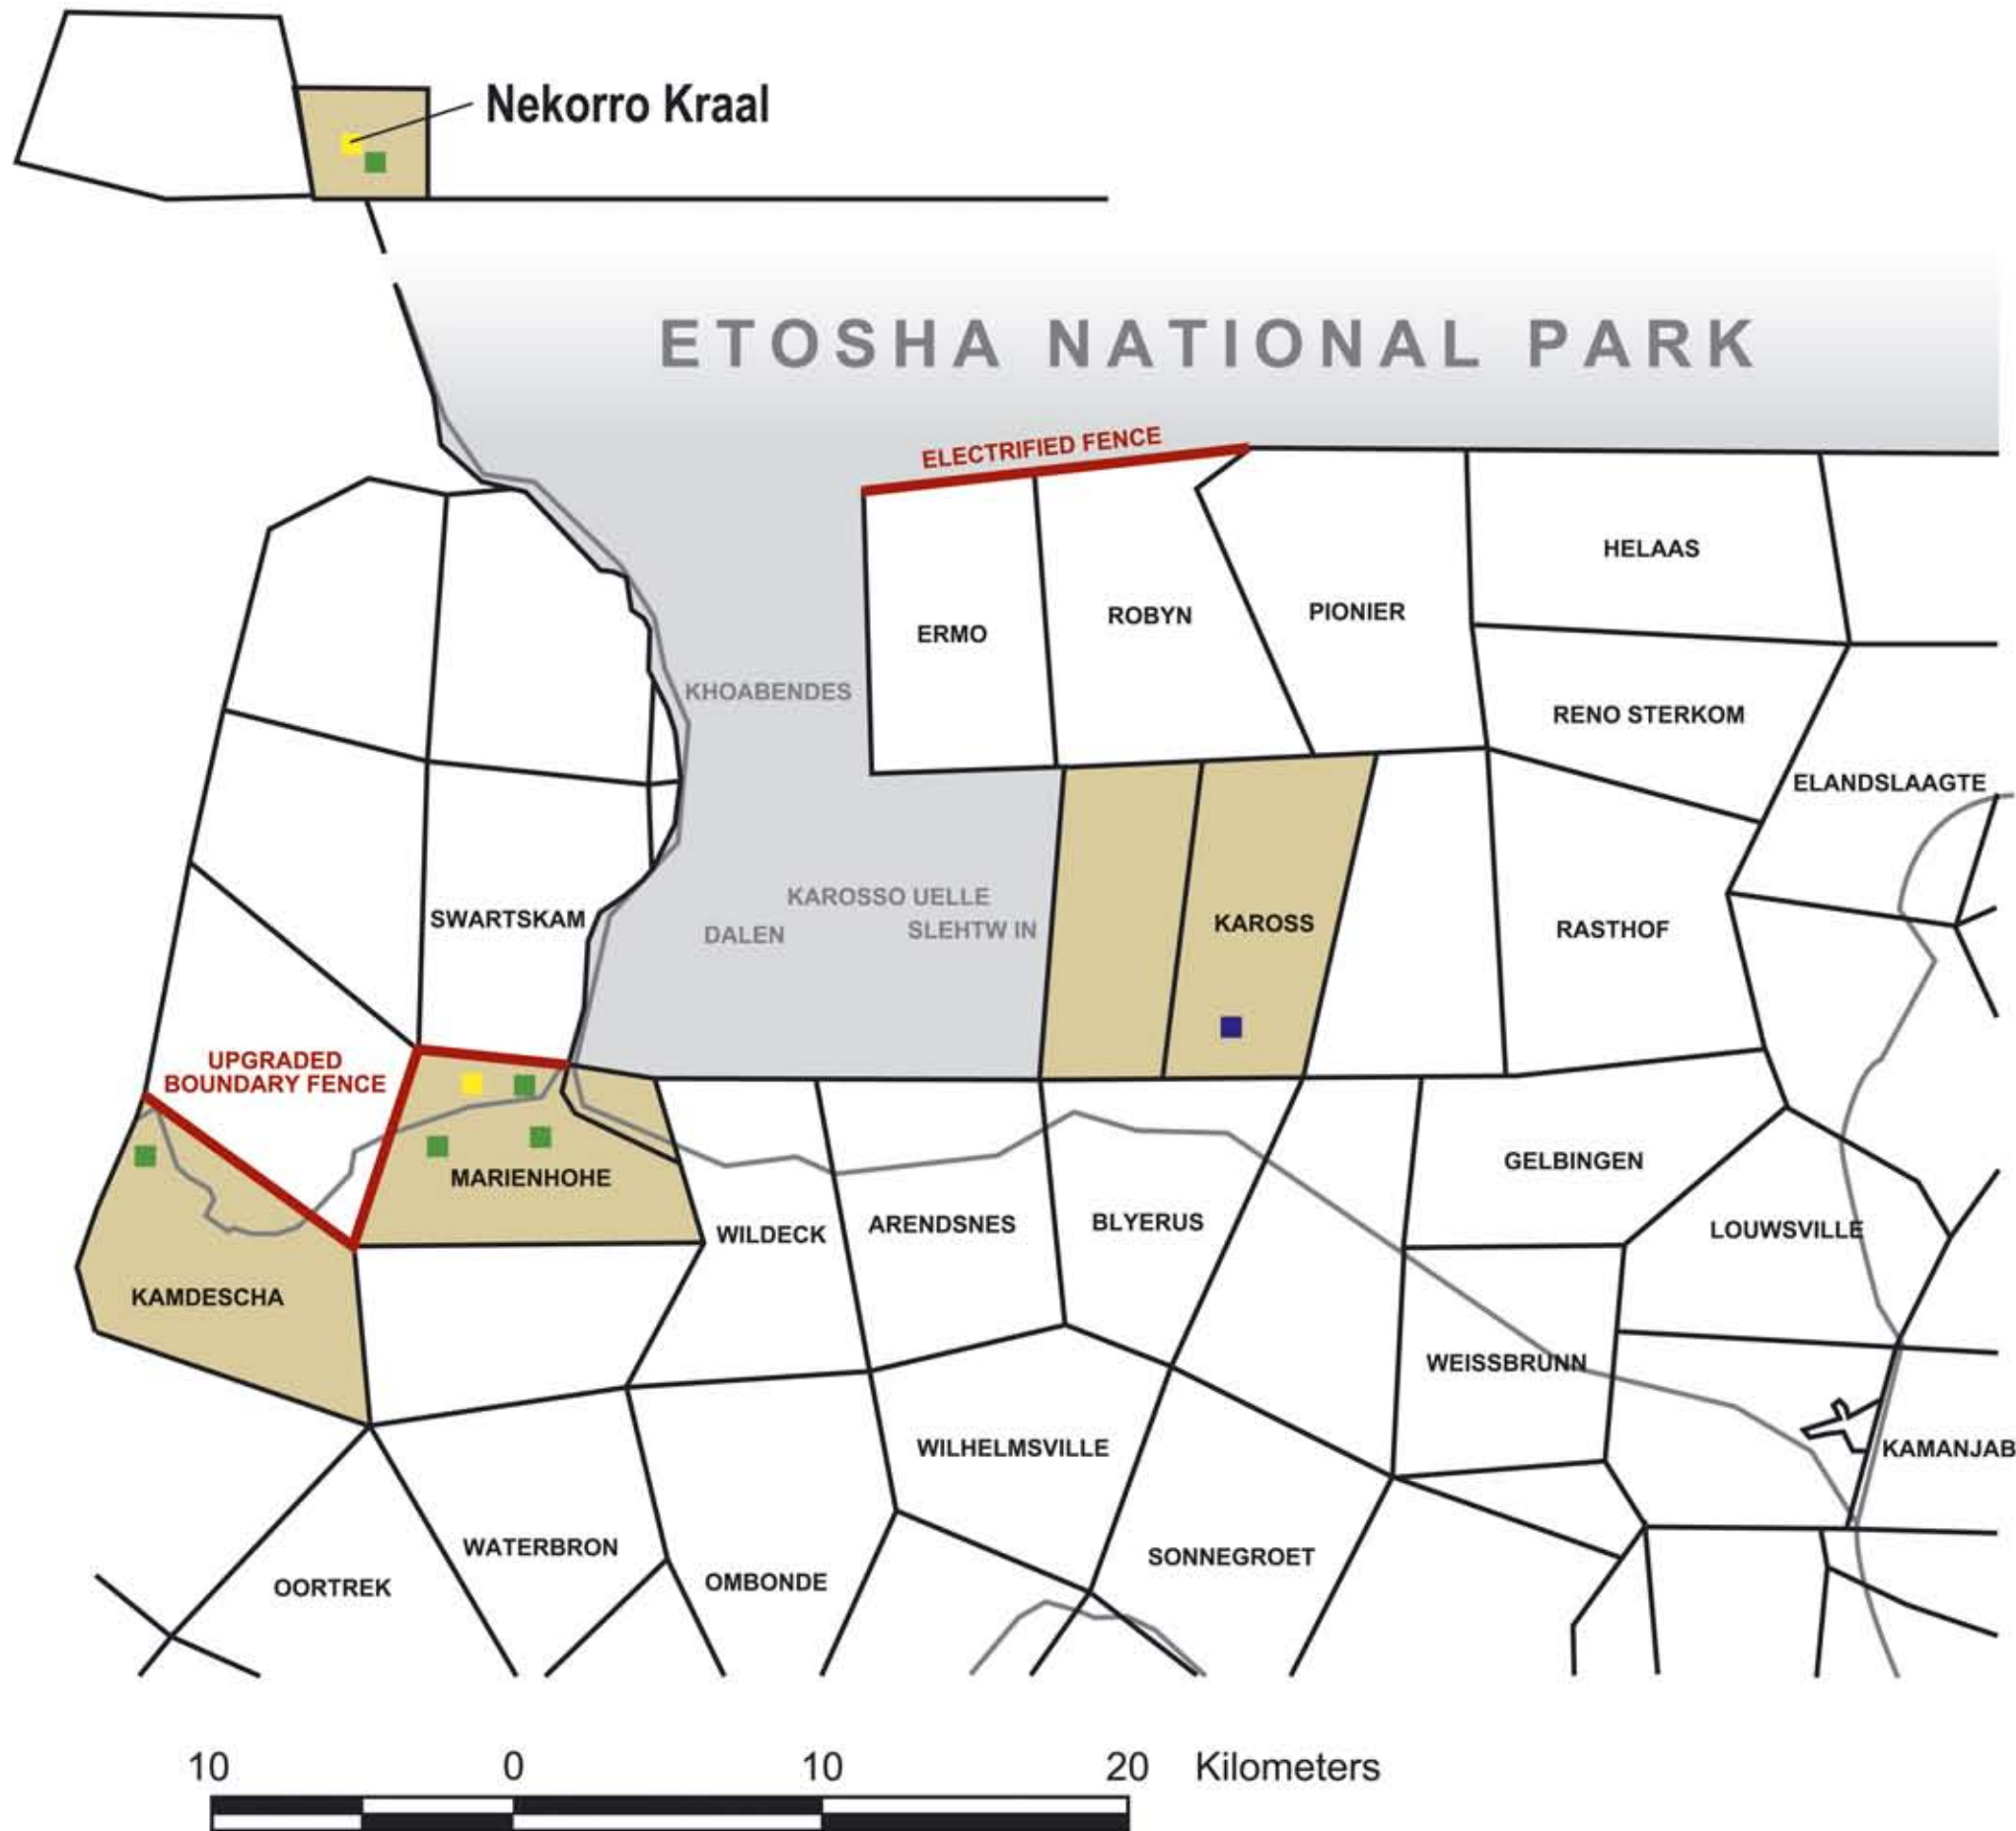 Nekorro Kraal
ETOSHA NATIONAL PARK
ELECTRIFIED FENCE
HELAAS
ERMO
ROBYN
PIONIER
KHOABENDES
RENO STERKOM
ELANDSLAAGTE
SWARTSKAM
KAROSSO UELLE
DALEN
SLEHTW IN
KAROSS
RASTHOF
UPGRADED
BOUNDARY FENCE
MARIENHOHE
GELBINGEN
WILDECK
ARENDSNES
BLYERUS
LOUWSVILLE
KAMDESCHA
WEISSBRUNN
WILHELMSVILLE
KAMANJAB
WATERBRON
SONNEGROET
OORTREK
OMBONDE
10 0 10 20 Kilometers